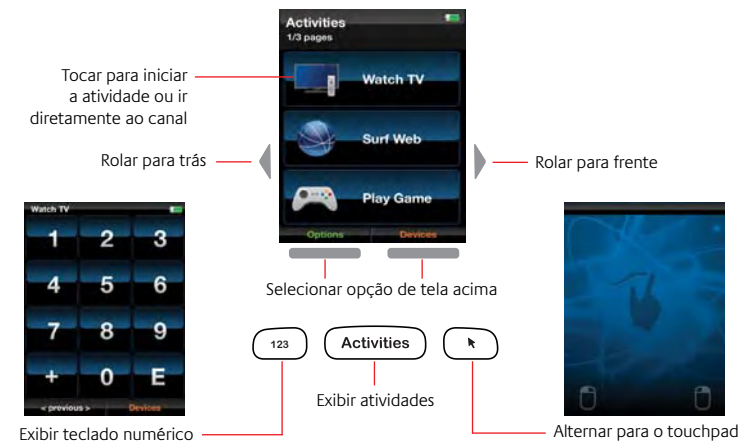 Activities
1/3 pages
Watch TV
Surf Web
Play Game
Options
Devices
Tocar para iniciar
a atividade ou ir
diretamente ao canal
Rolar para trás
Rolar para frente
Selecionar opção de tela acima
Watch TV
1 2 3
4 5 6
7 8 9
+ 0 E
< previous >
Devices
123
Activities
Exibir atividades
Exibir teclado numérico
Alternar para o touchpad